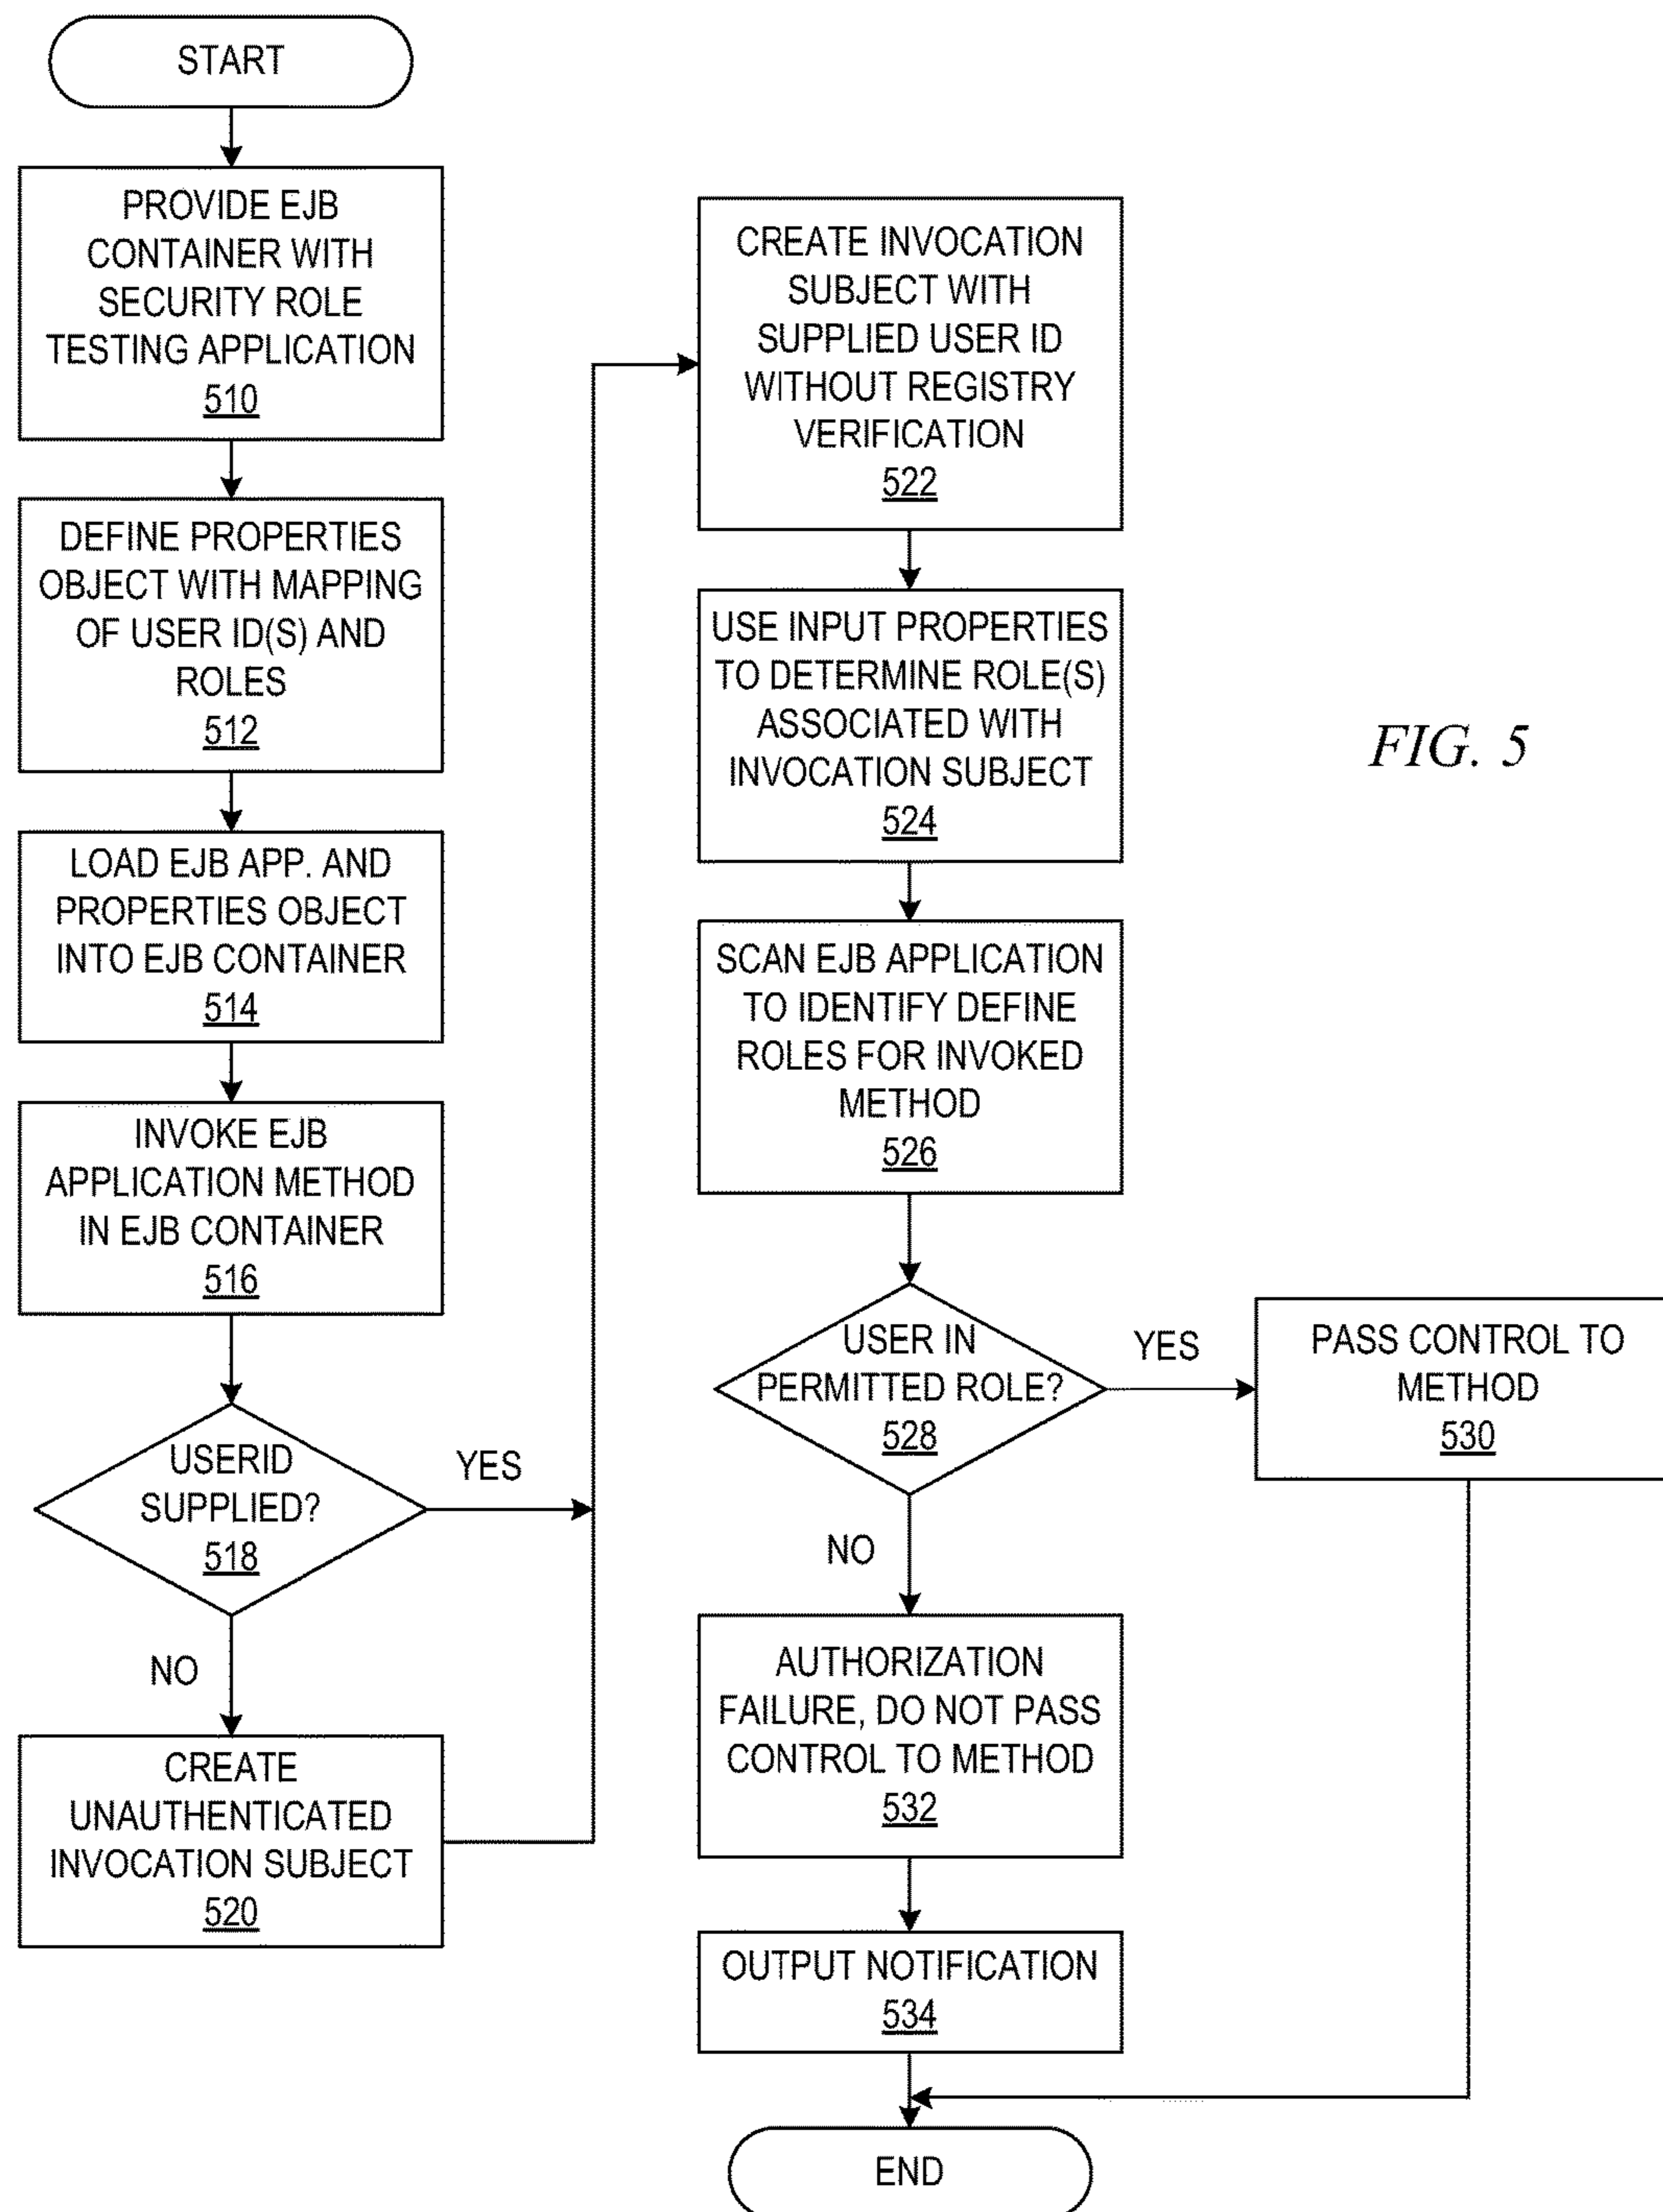 START
PROVIDE EJB
CONTAINER WITH
SECURITY ROLE
TESTING APPLICATION
510
DEFINE PROPERTIES
OBJECT WITH MAPPING
OF USER ID(S) AND
ROLES
512
LOAD EJB APP. AND
PROPERTIES OBJECT
INTO EJB CONTAINER
514
INVOKE EJB
APPLICATION METHOD
IN EJB CONTAINER
516
USERID
SUPPLIED?
518
YES
NO
CREATE
UNAUTHENTICATED
INVOCATION SUBJECT
520
CREATE INVOCATION
SUBJECT WITH
SUPPLIED USER ID
WITHOUT REGISTRY
VERIFICATION
522
USE INPUT PROPERTIES
TO DETERMINE ROLE(S)
ASSOCIATED WITH
INVOCATION SUBJECT
524
SCAN EJB APPLICATION
TO IDENTIFY DEFINE
ROLES FOR INVOKED
METHOD
526
USER IN
PERMITTED ROLE?
528
YES
PASS CONTROL TO
METHOD
530
NO
AUTHORIZATION
FAILURE, DO NOT PASS
CONTROL TO METHOD
532
OUTPUT NOTIFICATION
534
END
FIG. 5